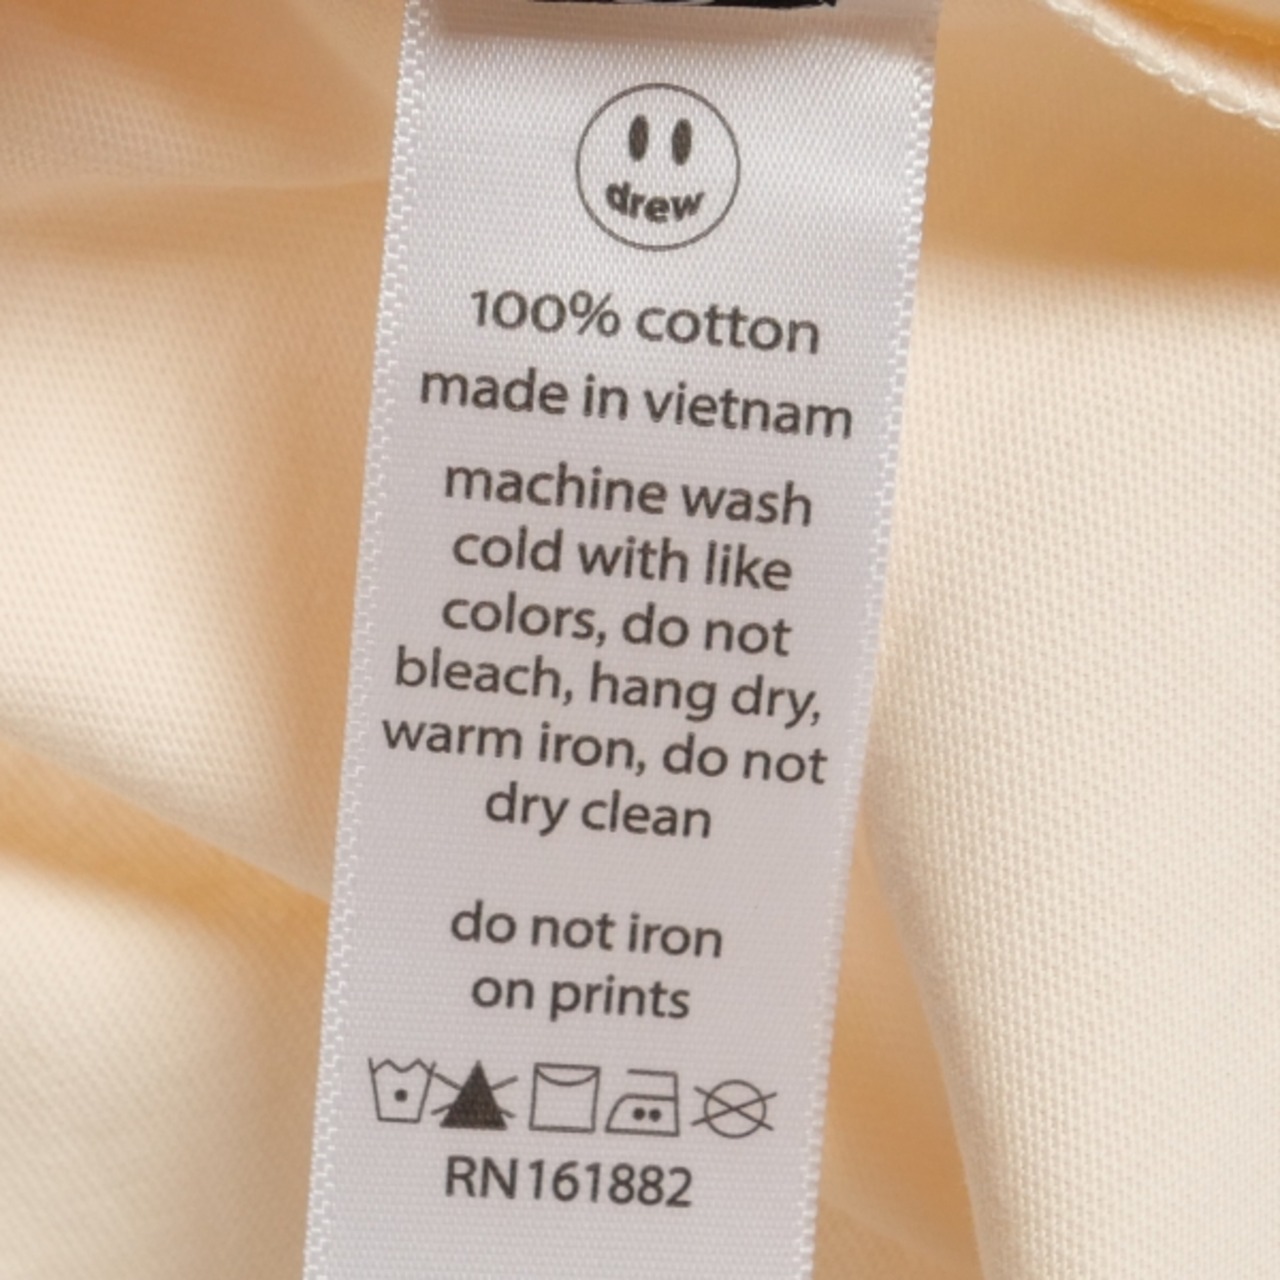 drew
100% cotton
made in vietnam
machine wash
cold with like
colors, do not
bleach, hang dry,
warm iron, do not
dry clean
do not iron
on prints
RN161882